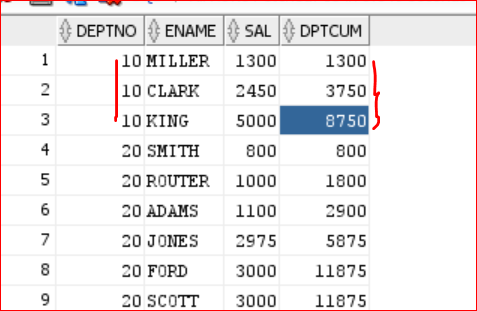 DEPTNO ENAME SAL DPTCUM
1 10 MILLER 1300 1300
2 10 CLARK 2450 3750
3 10 KING 5000 8750
4 20 SMITH 800 800
5 20 ROUTER 1000 1800
6 20 ADAMS 1100 2900
7 20 JONES 2975 5875
8 20 FORD 3000 11875
9 20 SCOTT 3000 11875